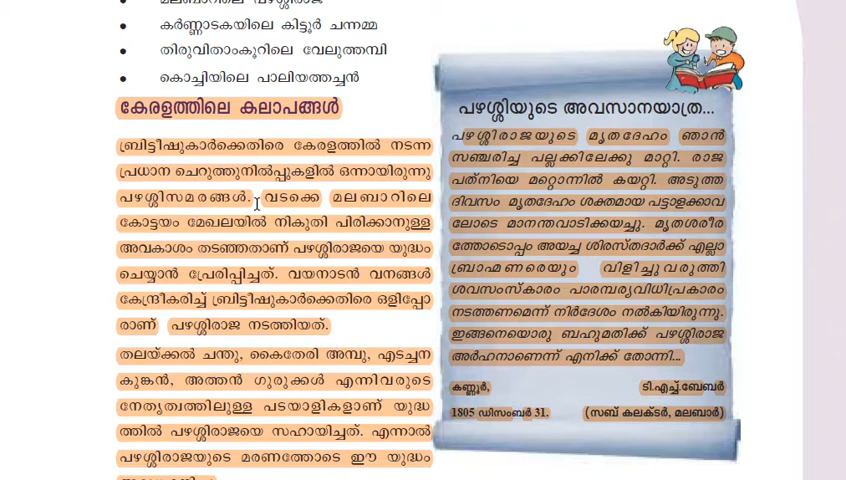 മലബാറിലെ പഴശ്ശിരാജ
കർണ്ണാടകയിലെ കിട്ടൂർ ചന്നമ്മ
തിരുവിതാംകൂറിലെ വേലുത്തമ്പി
കൊച്ചിയിലെ പാലിയത്തച്ചൻ
കേരളത്തിലെ കലാപങ്ങൾ
ബ്രിട്ടീഷുകാർക്കെതിരെ കേരളത്തിൽ നടന്ന
പ്രധാന ചെറുത്തുനിൽപ്പുകളിൽ ഒന്നായിരുന്നു
പഴശ്ശിസമരങ്ങൾ. വടക്കെ മലബാറിലെ
കോട്ടയം മേഖലയിൽ നികുതി പിരിക്കാനുള്ള
അവകാശം തടഞ്ഞതാണ് പഴശ്ശിരാജയെ യുദ്ധം
ചെയ്യാൻ പ്രേരിപ്പിച്ചത്. വയനാടൻ വനങ്ങൾ
കേന്ദ്രീകരിച്ച് ബ്രിട്ടീഷുകാർക്കെതിരെ ഒളിപ്പോ
രാണ് പഴശ്ശിരാജ നടത്തിയത്.
തലയ്ക്കൽ ചന്തു, കൈതേരി അമ്പു, എടച്ചന
കുങ്കൻ, അത്തൻ ഗുരുക്കൾ എന്നിവരുടെ
നേതൃത്വത്തിലുള്ള പടയാളികളാണ് യുദ്ധ
ത്തിൽ പഴശ്ശിരാജയെ സഹായിച്ചത്. എന്നാൽ
പഴശ്ശിരാജയുടെ മരണത്തോടെ ഈ യുദ്ധം
പഴശ്ശിയുടെ അവസാനയാത്ര...
പഴശ്ശിരാജയുടെ മൃതദേഹം ഞാൻ
സഞ്ചരിച്ച പല്ലക്കിലേക്കു മാറ്റി. രാജ
പത്നിയെ മറ്റൊന്നിൽ കയറ്റി. അടുത്ത
ദിവസം മൃതദേഹം ശക്തമായ പട്ടാളക്കാവ
ലോടെ മാനന്തവാടിക്കയച്ചു. മൃതശരീര
ത്തോടൊപ്പം അയച്ച ശിരസ്തദാർക്ക് എല്ലാ
ബ്രാഹ്മണരെയും വിളിച്ചുവരുത്തി
ശവസംസ്കാരം പാരമ്പര്യവിധിപ്രകാരം
നടത്തണമെന്ന് നിർദേശം നൽകിയിരുന്നു.
ഇങ്ങനെയൊരു ബഹുമതിക്ക് പഴശ്ശിരാജ
അർഹനാണെന്ന് എനിക്ക് തോന്നി...
കണ്ണൂർ, ടി.എച്ച്.ബേബർ
1805 ഡിസംബർ 31. (സബ് കലക്ടർ, മലബാർ)